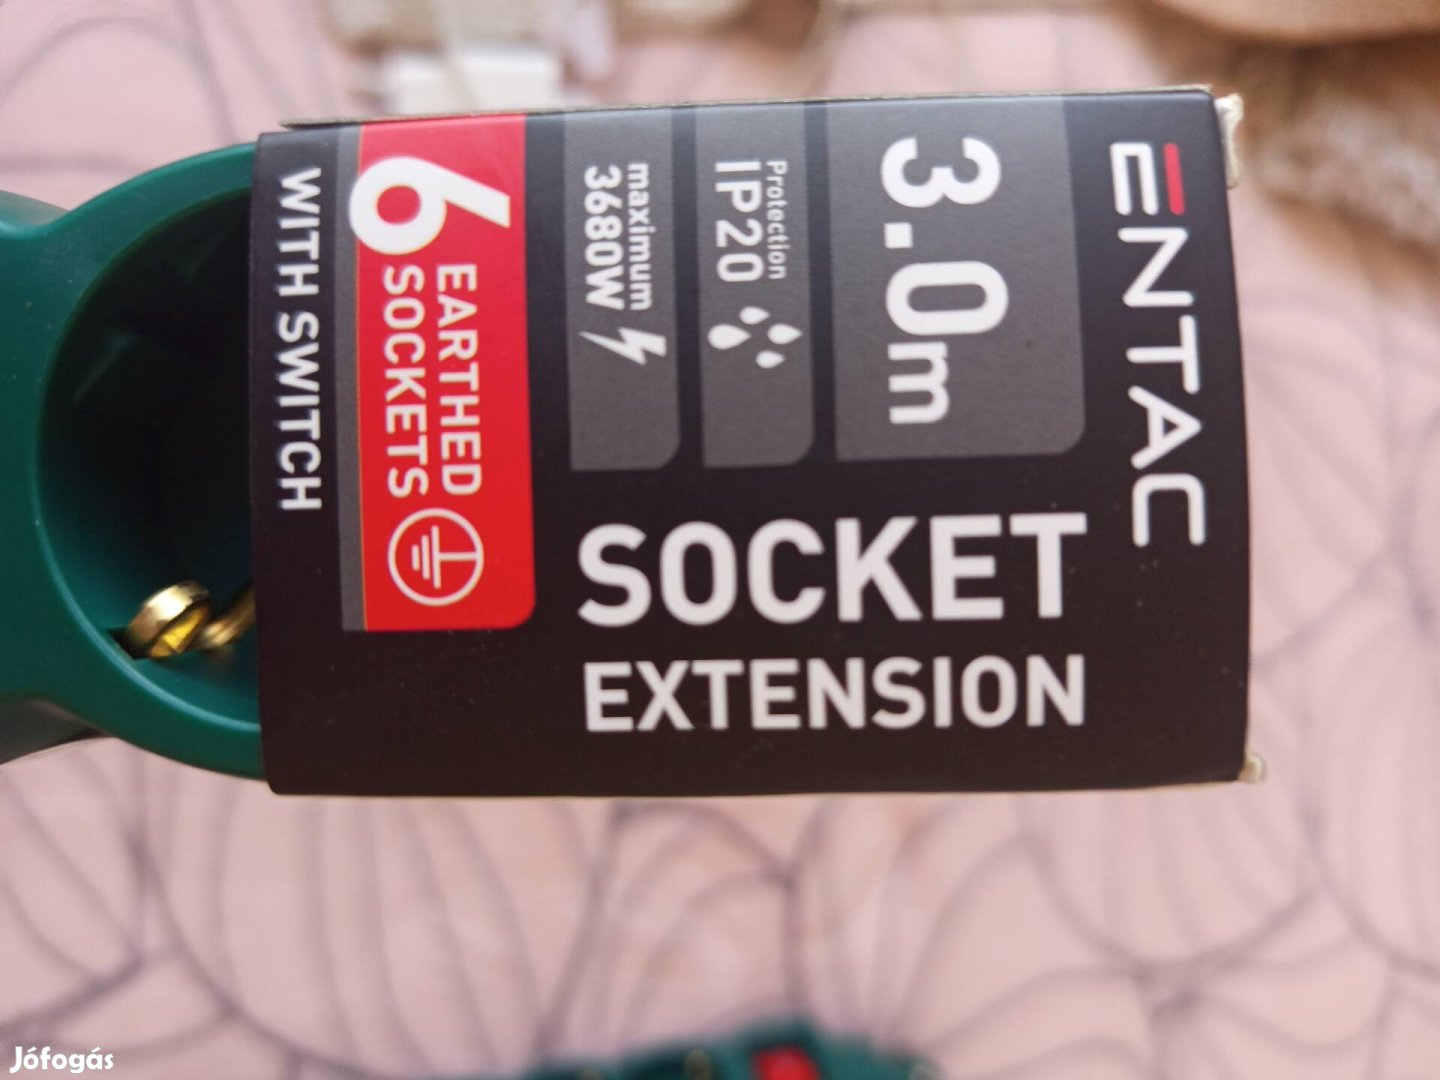 ENTAC
3.0m
Protection
IP20
maximum
3680W
6
EARTHED
SOCKETS
WITH SWITCH
SOCKET
EXTENSION
Jófogás